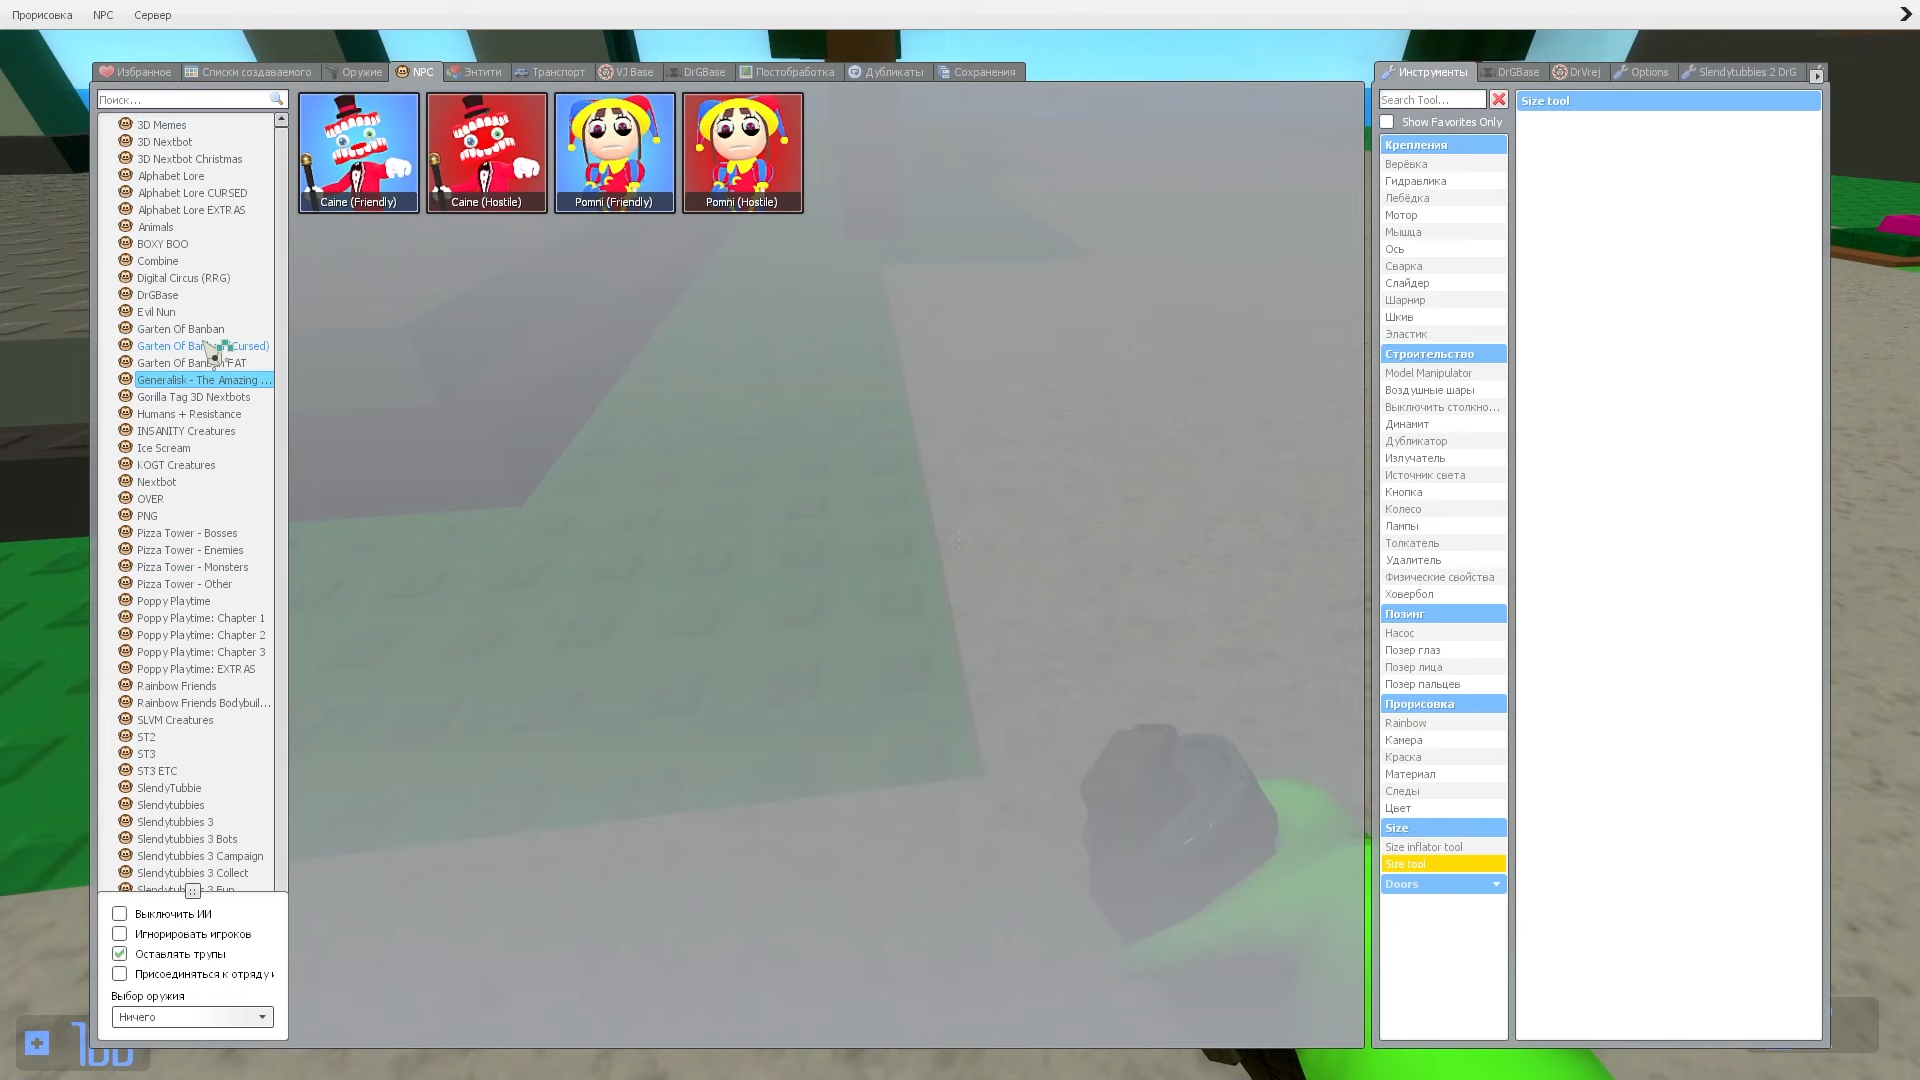 Прорисовка
NPC
Сервер
Избранное
Списки создаваемого
Оружие
NPC
Энтити
Транспорт
VJ Base
DrGBase
Постобработка
Дубликаты
Сохранения
Инструменты
DrGBase
DrVrej
Options
Slendytubbies 2 DrG
Поиск...
3D Memes
3D Nextbot
3D Nextbot Christmas
Alphabet Lore
Alphabet Lore CURSED
Alphabet Lore EXTRAS
Animals
BOXY BOO
Combine
Digital Circus (RRG)
DrGBase
Evil Nun
Garten Of Banban
Garten Of
Garten Of
Generalisk - The Amazing ...
Gorilla Tag 3D Nextbots
Humans + Resistance
INSANITY Creatures
Ice Scream
KOGT Creatures
Nextbot
OVER
PNG
Pizza Tower - Bosses
Pizza Tower - Enemies
Pizza Tower - Monsters
Pizza Tower - Other
Poppy Playtime
Poppy Playtime: Chapter 1
Poppy Playtime: Chapter 2
Poppy Playtime: Chapter 3
Poppy Playtime: EXTRAS
Rainbow Friends
Rainbow Friends Bodybuil...
SLVM Creatures
ST2
ST3
ST3 ETC
SlendyTubbie
Slendytubbies
Slendytubbies 3
Slendytubbies 3 Bots
Slendytubbies 3 Campaign
Slendytubbies 3 Collect
Выключить ИИ
Игнорировать игроков
Оставлять трупы
Присоединяться к отряду
Выбор оружия
Ничего
Caine (Friendly)
Caine (Hostile)
Pomni (Friendly)
Pomni (Hostile)
Search Tool...
Show Favorites Only
Крепления
Верёвка
Гидравлика
Лебёдка
Мотор
Мышца
Ось
Сварка
Слайдер
Шарнир
Шкив
Эластик
Строительство
Model Manipulator
Воздушные шары
Выключить столкно...
Динамит
Дубликатор
Излучатель
Источник света
Кнопка
Колесо
Лампы
Толкатель
Удалитель
Физические свойства
Ховербол
Позинг
Насос
Позер глаз
Позер лица
Позер пальцев
Прорисовка
Rainbow
Камера
Краска
Материал
Следы
Цвет
Size
Size inflator tool
Size tool
Doors
Size tool
100